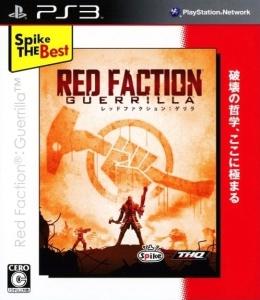 PS3
PlayStation Network
Spike
THE Best
RED FACTION
GUERRILLA
レッドファクション：ゲリラ
破壊の哲学、ここに極まる
Red Faction®: Guerrilla™
Spike
THQ
CERO
C